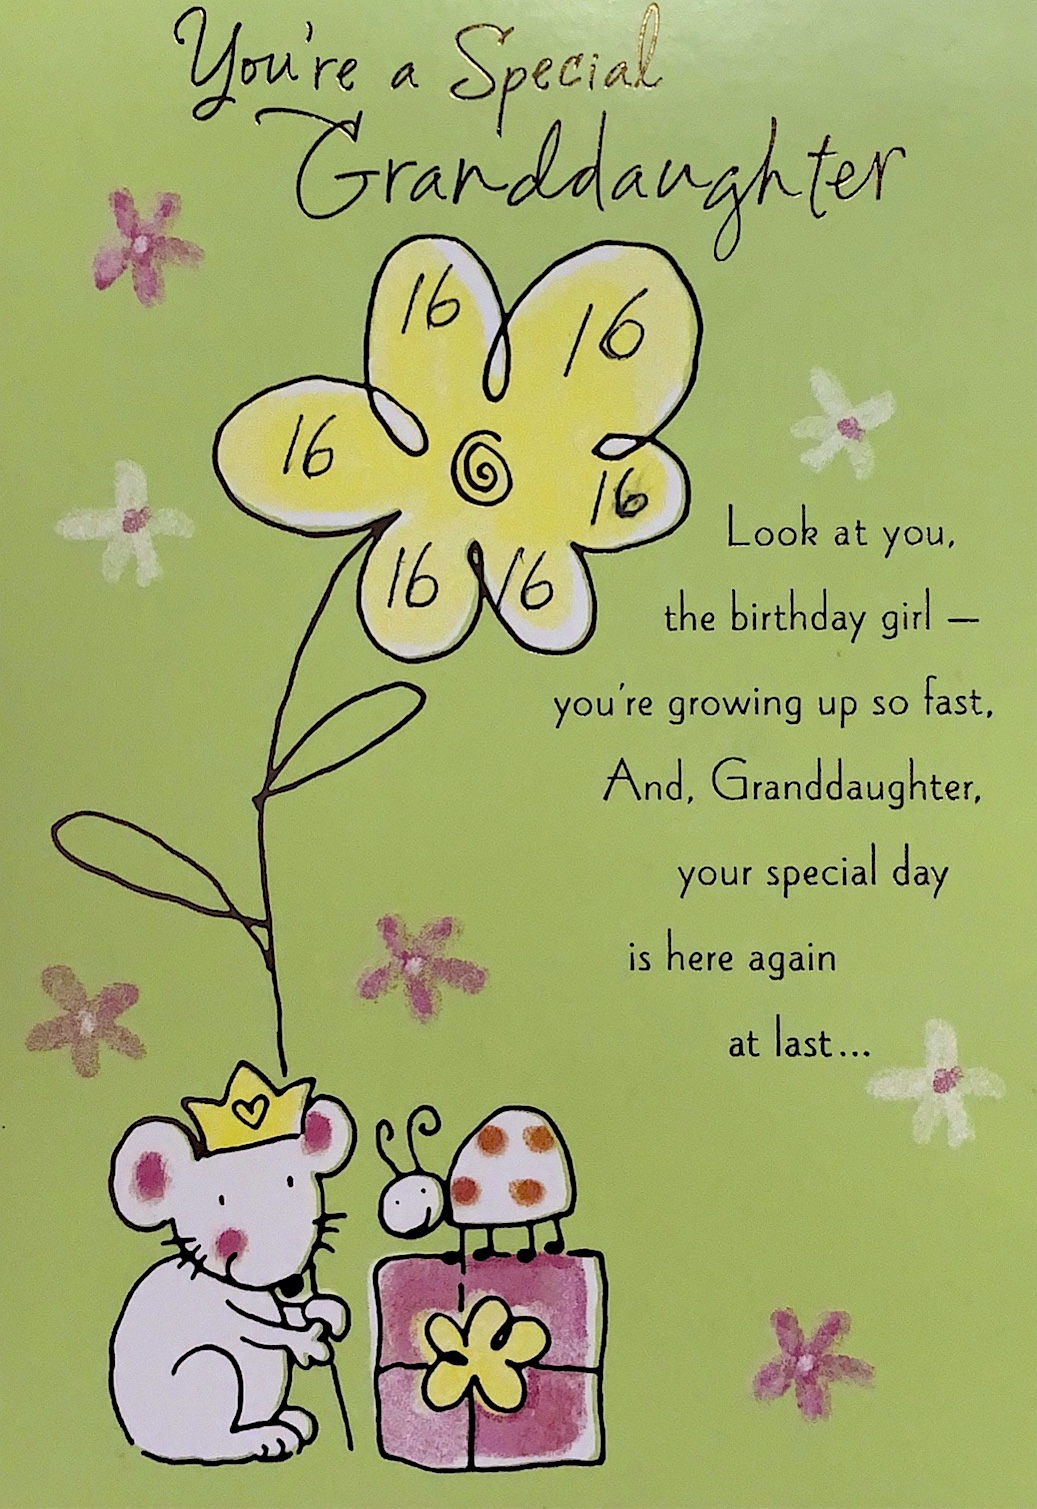 You're a Special
Granddaughter
16
16
16
16
16
16
Look at you,
the birthday girl —
you're growing up so fast,
And, Granddaughter,
your special day
is here again
at last...